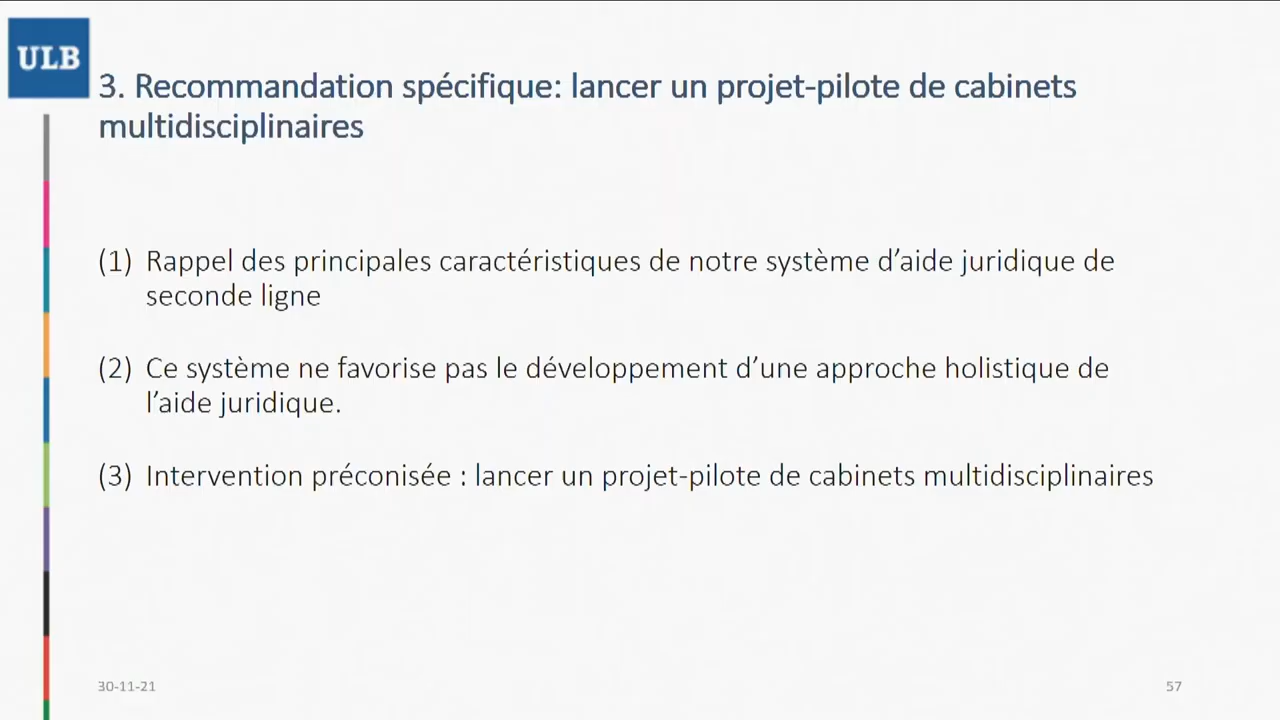 ULB
3. Recommandation spécifique: lancer un projet-pilote de cabinets
multidisciplinaires
(1) Rappel des principales caractéristiques de notre système d’aide juridique de
seconde ligne
(2) Ce système ne favorise pas le développement d’une approche holistique de
l’aide juridique.
(3) Intervention préconisée : lancer un projet-pilote de cabinets multidisciplinaires
30-11-21
57